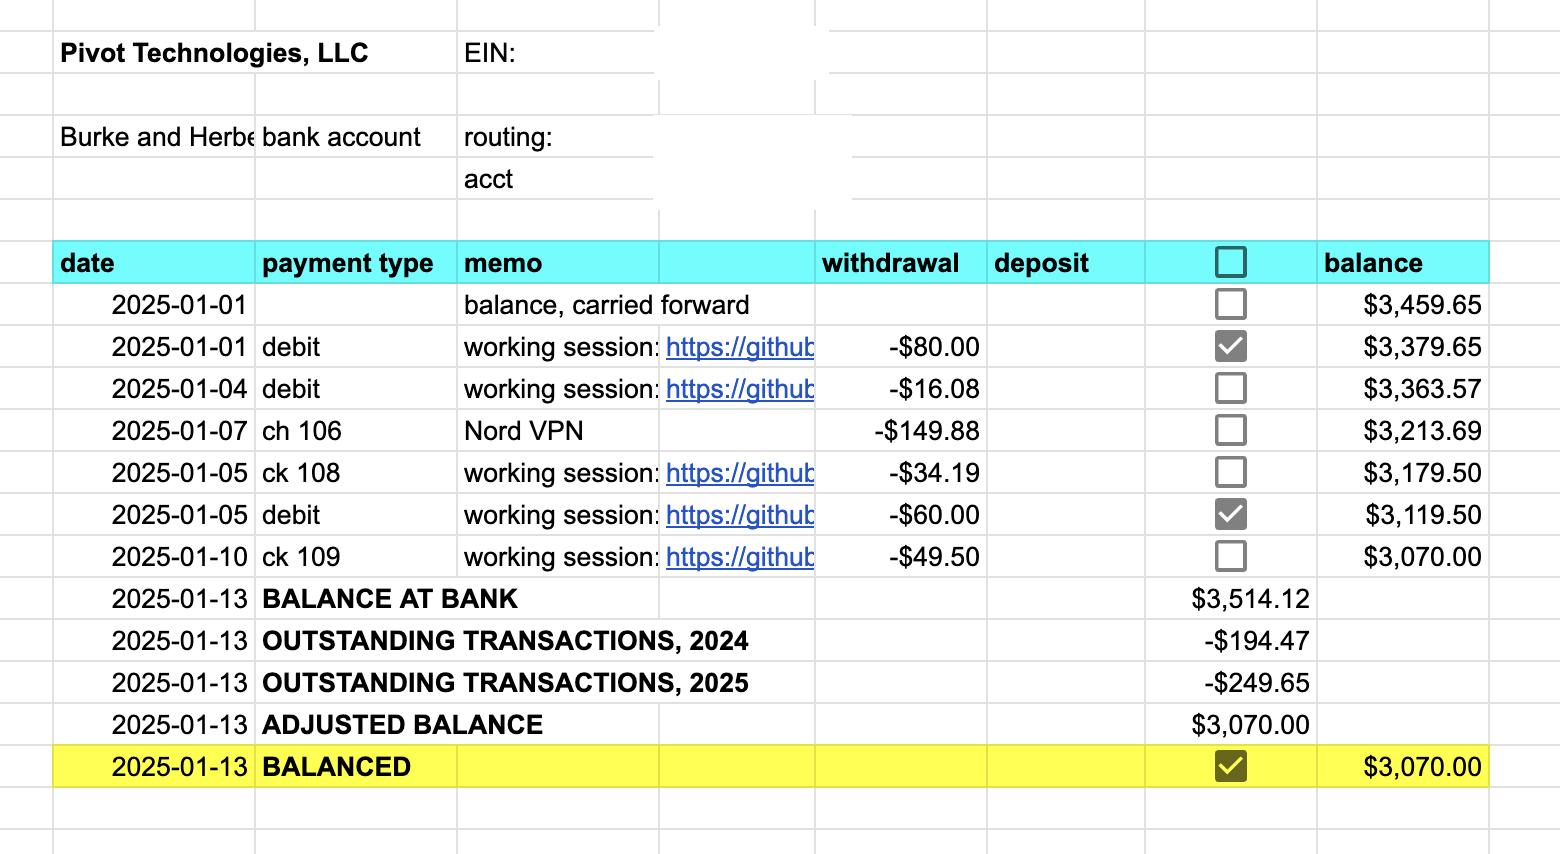 Pivot Technologies, LLC EIN:
Burke and Herbe bank account routing:
acct
date payment type memo withdrawal deposit balance
2025-01-01 balance, carried forward $3,459.65
2025-01-01 debit working session: https://github -$80.00 $3,379.65
2025-01-04 debit working session: https://github -$16.08 $3,363.57
2025-01-07 ch 106 Nord VPN -$149.88 $3,213.69
2025-01-05 ck 108 working session: https://github -$34.19 $3,179.50
2025-01-05 debit working session: https://github -$60.00 $3,119.50
2025-01-10 ck 109 working session: https://github -$49.50 $3,070.00
2025-01-13 BALANCE AT BANK $3,514.12
2025-01-13 OUTSTANDING TRANSACTIONS, 2024 -$194.47
2025-01-13 OUTSTANDING TRANSACTIONS, 2025 -$249.65
2025-01-13 ADJUSTED BALANCE $3,070.00
2025-01-13 BALANCED $3,070.00